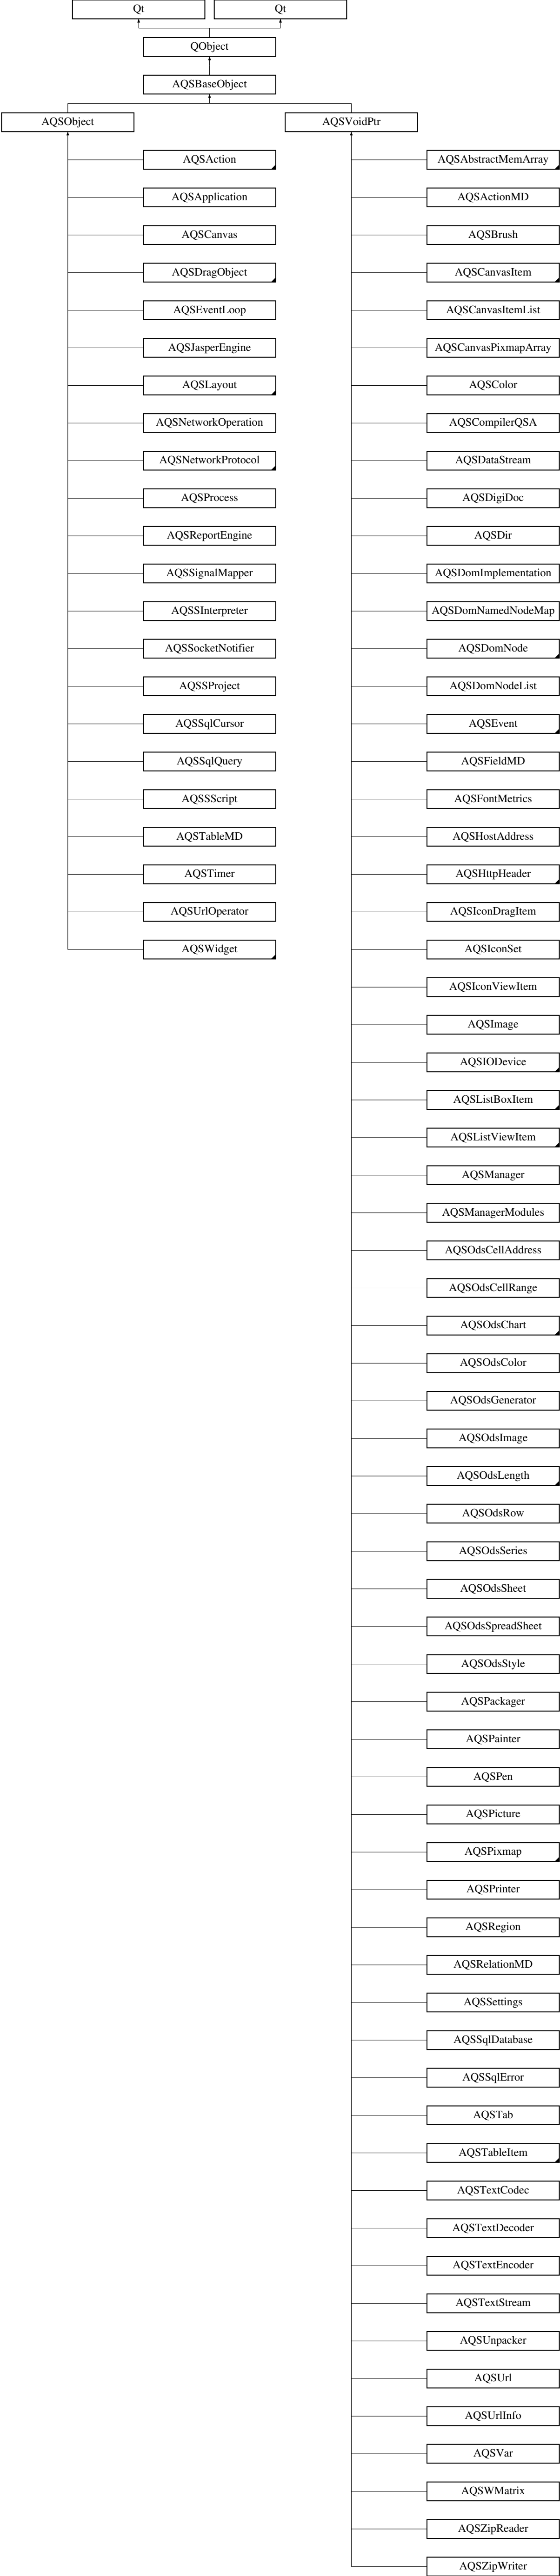 Qt
Qt
QObject
AQSBaseObject
AQSObject
AQSVoidPtr
AQSAction
AQSAbstractMemArray
AQSApplication
AQSActionMD
AQSCanvas
AQSBrush
AQSDragObject
AQSCanvasItem
AQSEventLoop
AQSCanvasItemList
AQSJasperEngine
AQSCanvasPixmapArray
AQSLayout
AQSColor
AQSNetworkOperation
AQSCompilerQSA
AQSNetworkProtocol
AQSDataStream
AQSProcess
AQSDigiDoc
AQSReportEngine
AQSDir
AQSSignalMapper
AQSDomImplementation
AQSSInterpreter
AQSDomNamedNodeMap
AQSSocketNotifier
AQSDomNode
AQSSProject
AQSDomNodeList
AQSSqlCursor
AQSEvent
AQSSqlQuery
AQSFieldMD
AQSSScript
AQSFontMetrics
AQSTableMD
AQSHostAddress
AQSTimer
AQSHttpHeader
AQSUrlOperator
AQSIconDragItem
AQSWidget
AQSIconSet
AQSIconViewItem
AQSImage
AQSIODevice
AQSListBoxItem
AQSListViewItem
AQSManager
AQSManagerModules
AQSOdsCellAddress
AQSOdsCellRange
AQSOdsChart
AQSOdsColor
AQSOdsGenerator
AQSOdsImage
AQSOdsLength
AQSOdsRow
AQSOdsSeries
AQSOdsSheet
AQSOdsSpreadSheet
AQSOdsStyle
AQSPackager
AQSPainter
AQSPen
AQSPicture
AQSPixmap
AQSPrinter
AQSRegion
AQSRelationMD
AQSSettings
AQSSqlDatabase
AQSSqlError
AQSTab
AQSTableItem
AQSTextCodec
AQSTextDecoder
AQSTextEncoder
AQSTextStream
AQSUnpacker
AQSUrl
AQSUrlInfo
AQSVar
AQSWMatrix
AQSZipReader
AQSZipWriter